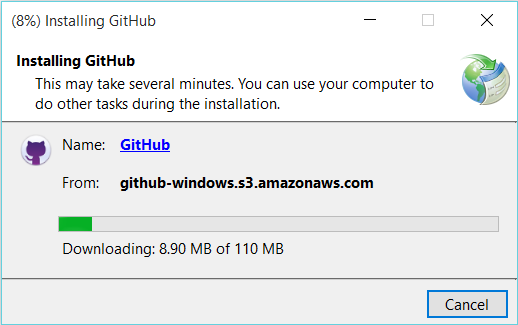 (8%) Installing GitHub
Installing GitHub
This may take several minutes. You can use your computer to
do other tasks during the installation.
Name: GitHub
From: github-windows.s3.amazonaws.com
Downloading: 8.90 MB of 110 MB
Cancel